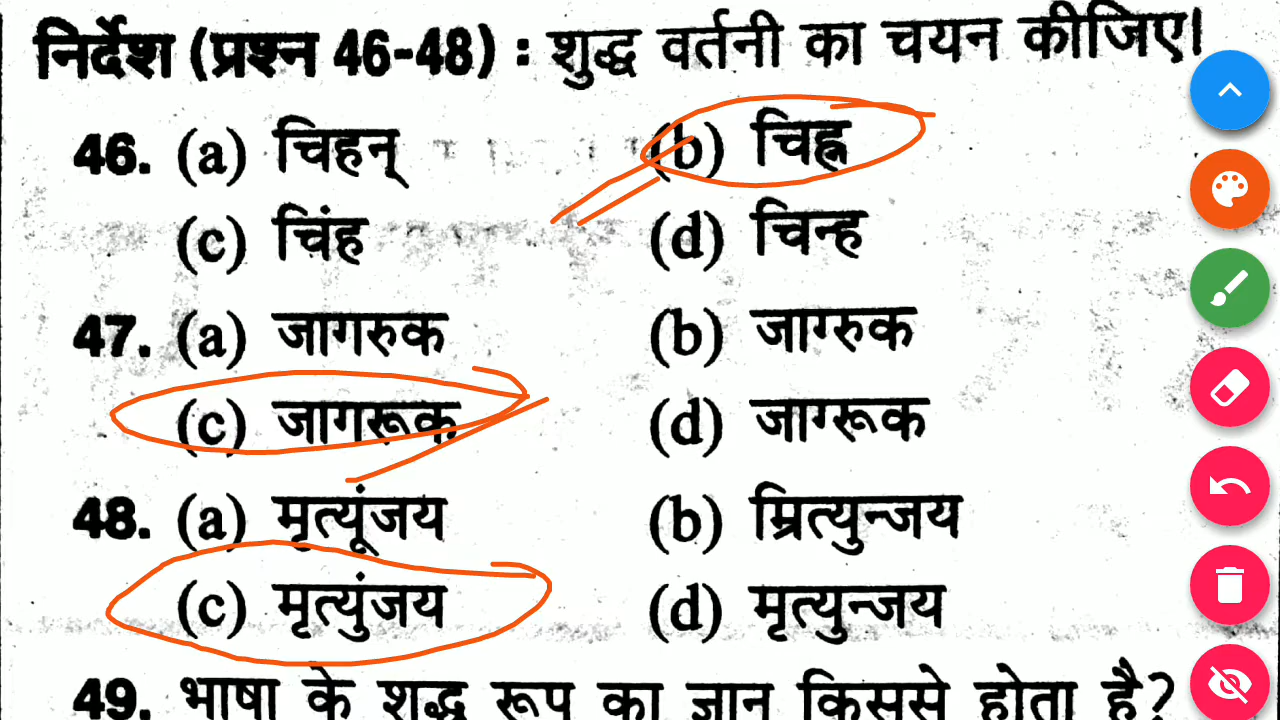 निर्देश (प्रश्न 46-48) : शुद्ध वर्तनी का चयन कीजिए।
46. (a) चिहन् (b) चिह्न
(c) चिंह (d) चिन्ह
47. (a) जागरुक (b) जाग्रुक
(c) जागरूक (d) जाग्रूक
48. (a) मृत्यूंजय (b) म्रित्युन्जय
(c) मृत्युंजय (d) मृत्युन्जय
49. भाषा के शुद्ध रूप का ज्ञान किससे होता है?